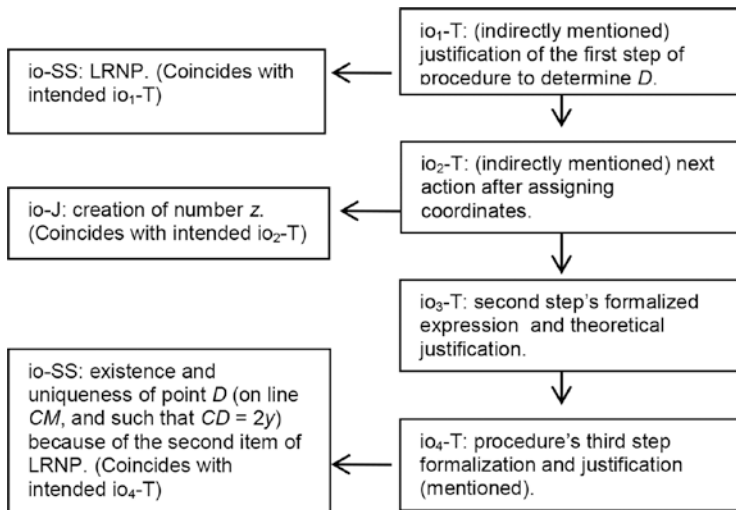 io₁-T: (indirectly mentioned)
justification of the first step of
procedure to determine D.
io-SS: LRNP. (Coincides with
intended io₁-T)
io₂-T: (indirectly mentioned) next
action after assigning
coordinates.
io-J: creation of number z.
(Coincides with intended io₂-T)
io₃-T: second step's formalized
expression and theoretical
justification.
io₄-T: procedure's third step
formalization and justification
(mentioned).
io-SS: existence and
uniqueness of point D (on line
CM, and such that CD = 2y)
because of the second item of
LRNP. (Coincides with
intended io₄-T)